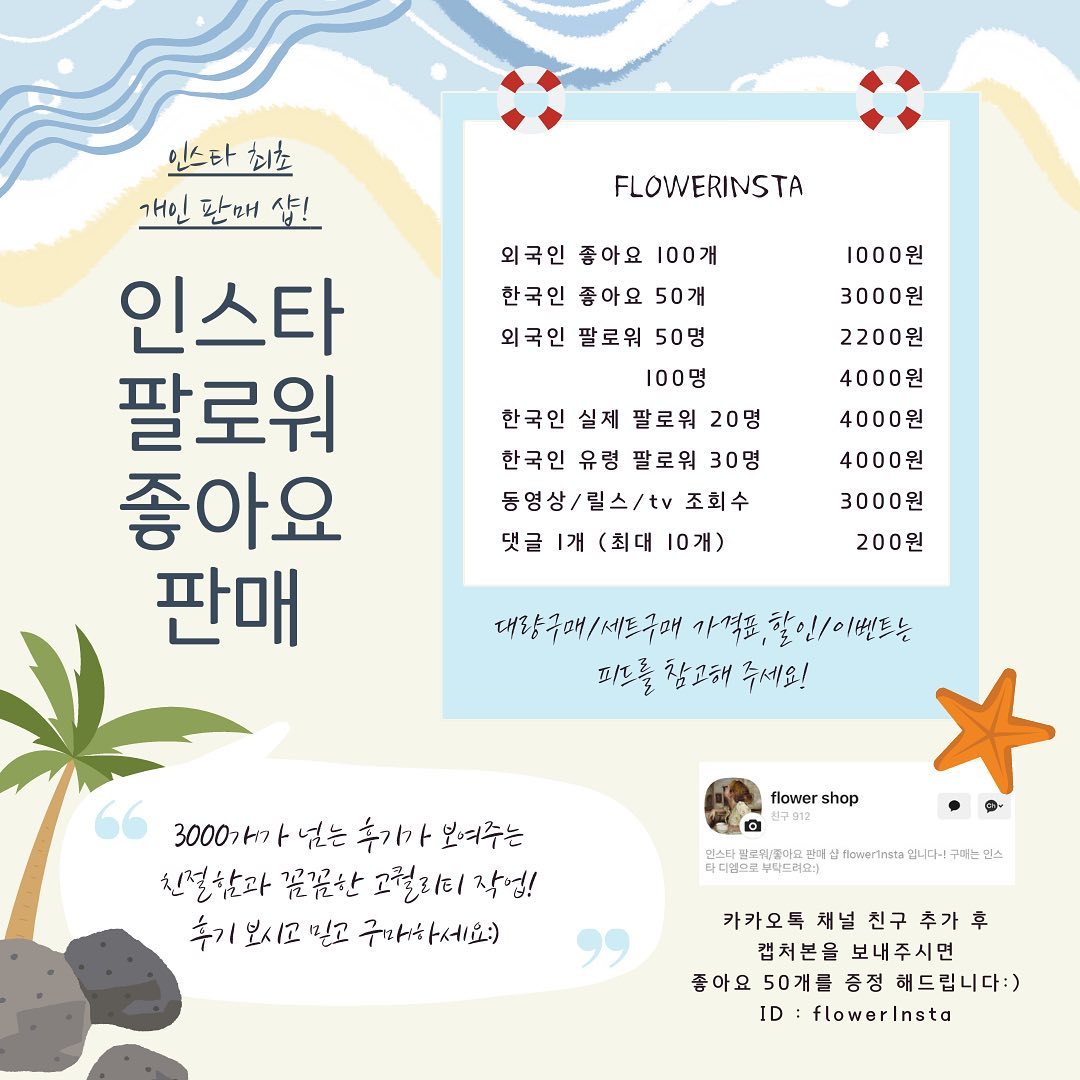 인스타 최초
개인 판매 샵!
인스타
팔로워
좋아요
판매
FLOWERINSTA
외국인 좋아요 100개 1000원
한국인 좋아요 50개 3000원
외국인 팔로워 50명 2200원
100명 4000원
한국인 실제 팔로워 20명 4000원
한국인 유령 팔로워 30명 4000원
동영상/릴스/tv 조회수 3000원
댓글 1개 (최대 10개) 200원
대량구매/세트구매 가격표,할인/이벤트는
피드를 참고해 주세요!
“
3000개가 넘는 후기가 보여주는
친절함과 꼼꼼한 고퀄리티 작업!
후기 보시고 믿고 구매하세요:)
”
flower shop
친구 912
Ch
인스타 팔로워/좋아요 판매 샵 flower1nsta 입니다~! 구매는 인스
타 디엠으로 부탁드려요:)
카카오톡 채널 친구 추가 후
캡처본을 보내주시면
좋아요 50개를 증정 해드립니다:)
ID : flower1nsta